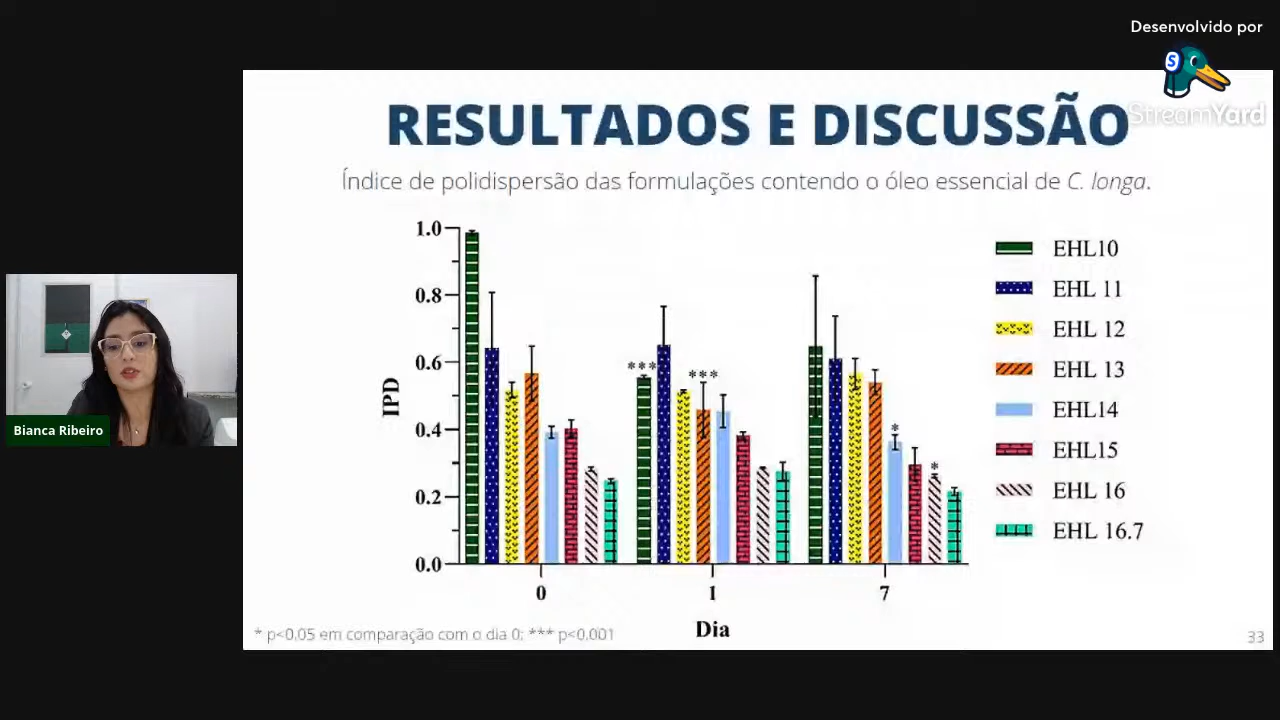 Desenvolvido por
StreamYard
RESULTADOS E DISCUSSÃO
Índice de polidispersão das formulações contendo o óleo essencial de C. longa.
1.0
0.8
0.6
0.4
0.2
0.0
IPD
***
***
*
*
0 1 7
Dia
EHL10
EHL 11
EHL 12
EHL 13
EHL14
EHL15
EHL 16
EHL 16.7
* p<0.05 em comparação com o dia 0; *** p<0.001
33
Bianca Ribeiro